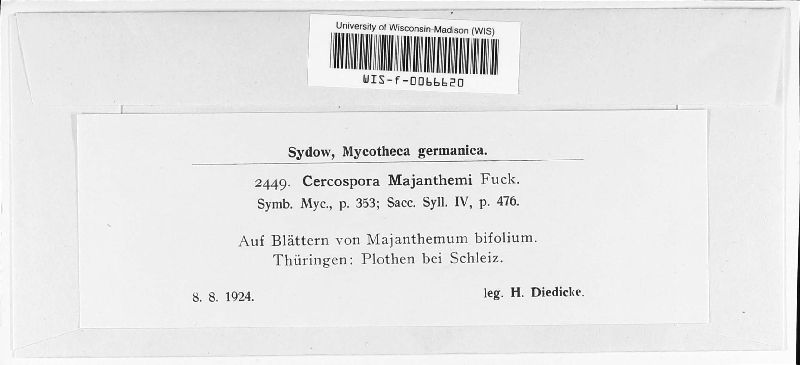 University of Wisconsin-Madison (WIS)
WIS-f-0066620
Sydow, Mycotheca germanica.
2449. Cercospora Majanthemi Fuck.
Symb. Myc., p. 353; Sacc. Syll. IV, p. 476.
Auf Blättern von Majanthemum bifolium.
Thüringen: Plothen bei Schleiz.
8. 8. 1924. leg. H. Diedicke.